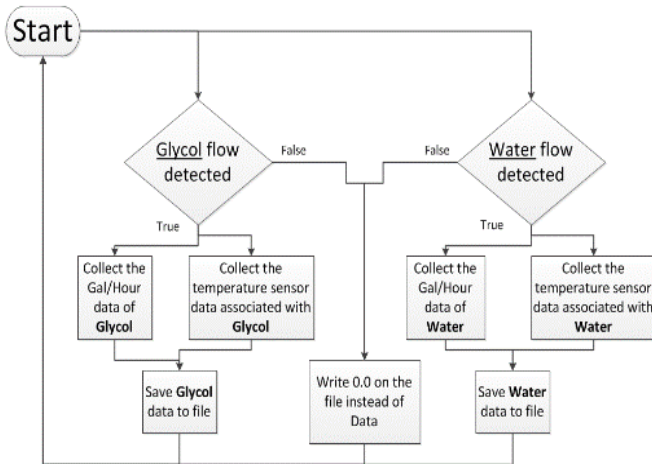 Start
Glycol flow
detected
False
True
False
Water flow
detected
True
Collect the
Gal/Hour
data of
Glycol
Collect the
temperature sensor
data associated with
Glycol
Collect the
Gal/Hour
data of
Water
Collect the
temperature sensor
data associated with
Water
Save Glycol
data to file
Write 0.0 on the
file instead of
Data
Save Water
data to file